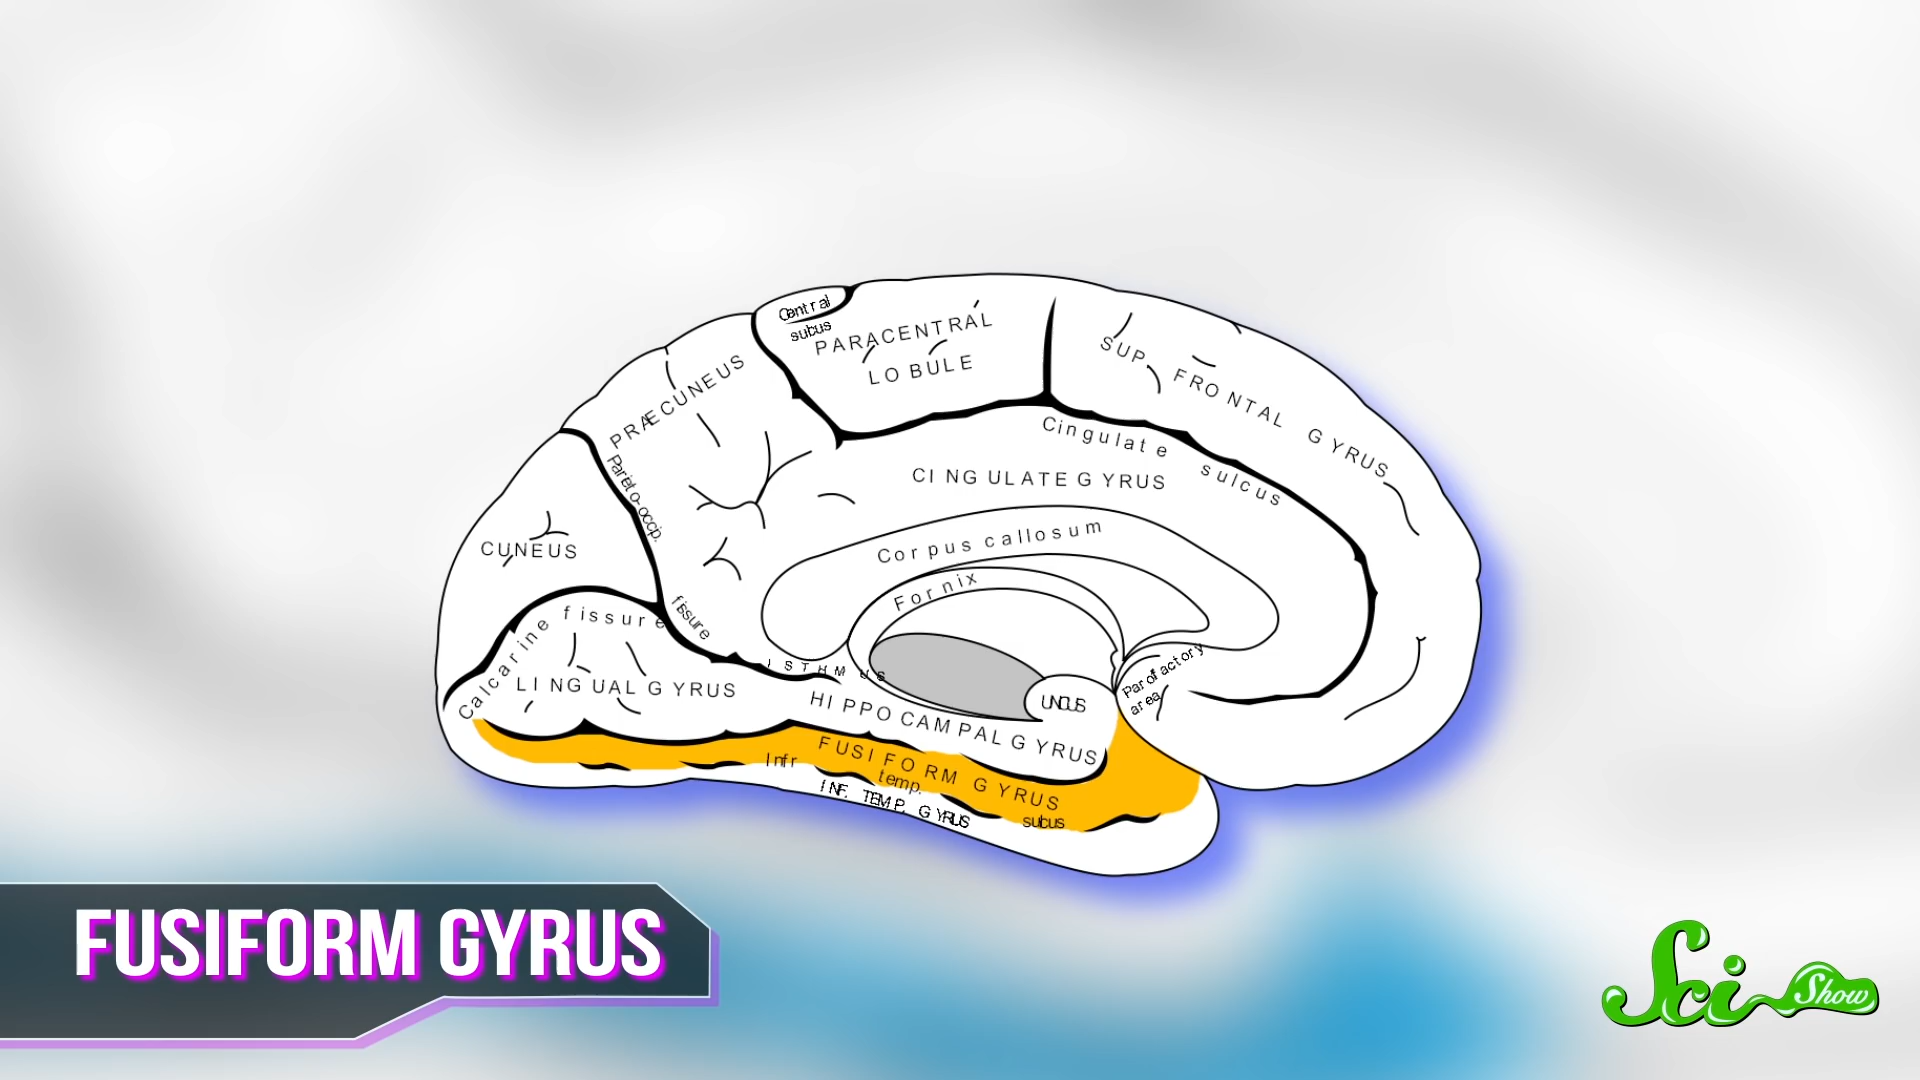 Central
sulcus
PARACENTRAL
LOBULE
SUP. FRONTAL GYRUS
PRÆCUNEUS
Cingulate sulcus
CINGULATE GYRUS
Parieto-occip.
fissure
CUNEUS
Corpus callosum
Fornix
Calcarine fissure
ISTHMUS
Parolfactory
area
LINGUAL GYRUS
UNCUS
HIPPOCAMPAL GYRUS
FUSIFORM GYRUS
Infr temp. sulcus
INF. TEMP. GYRUS
FUSIFORM GYRUS
Sci Show